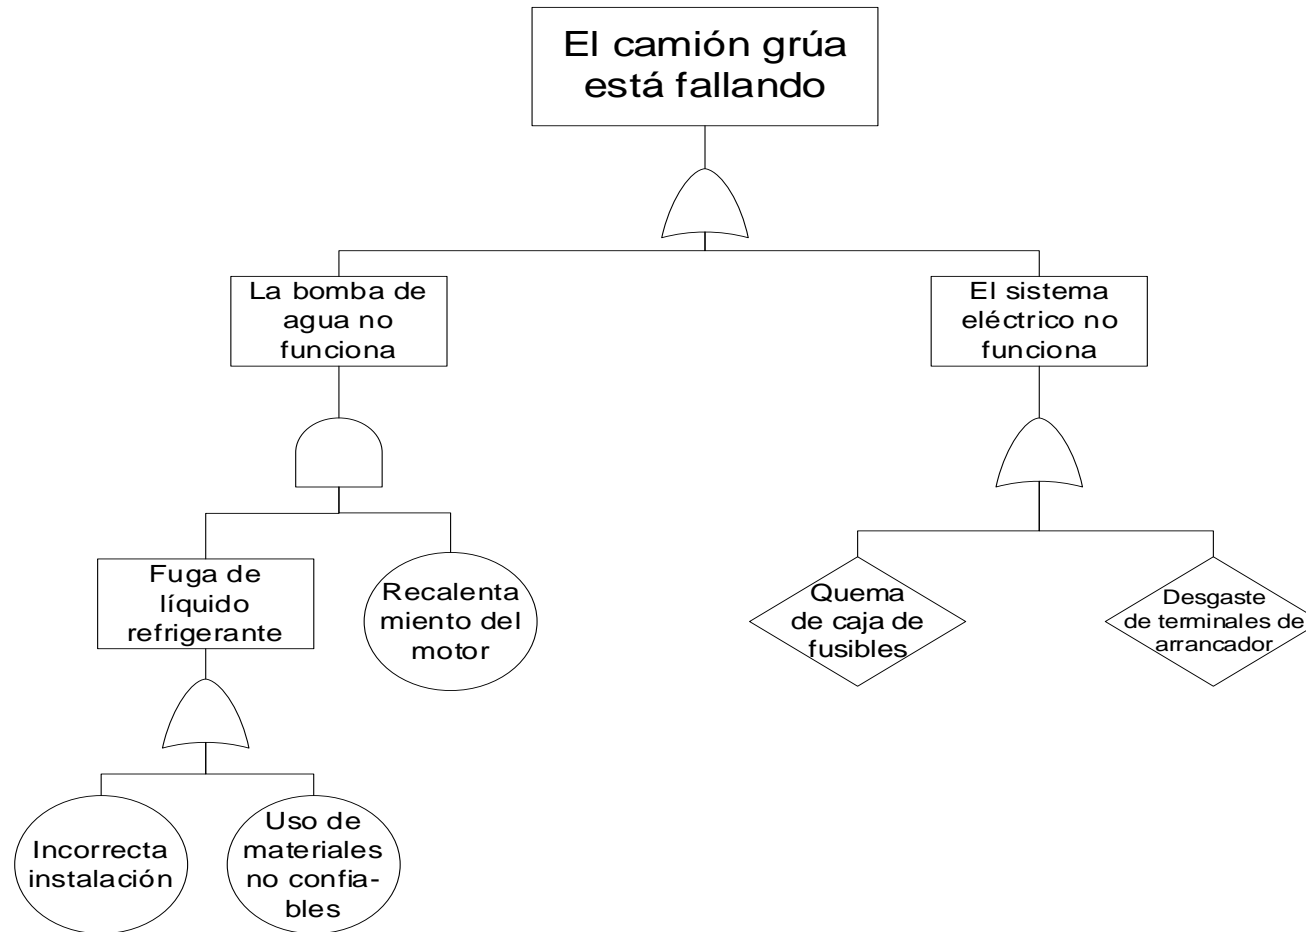 El camión grúa
está fallando
La bomba de
agua no
funciona
El sistema
eléctrico no
funciona
Fuga de
líquido
refrigerante
Recalenta
miento del
motor
Quema
de caja de
fusibles
Desgaste
de terminales de
arrancador
Incorrecta
instalación
Uso de
materiales
no confia-
bles